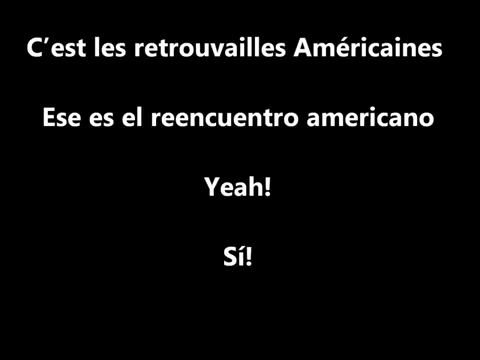 C’est les retrouvailles Américaines
Ese es el reencuentro americano
Yeah!
Sí!